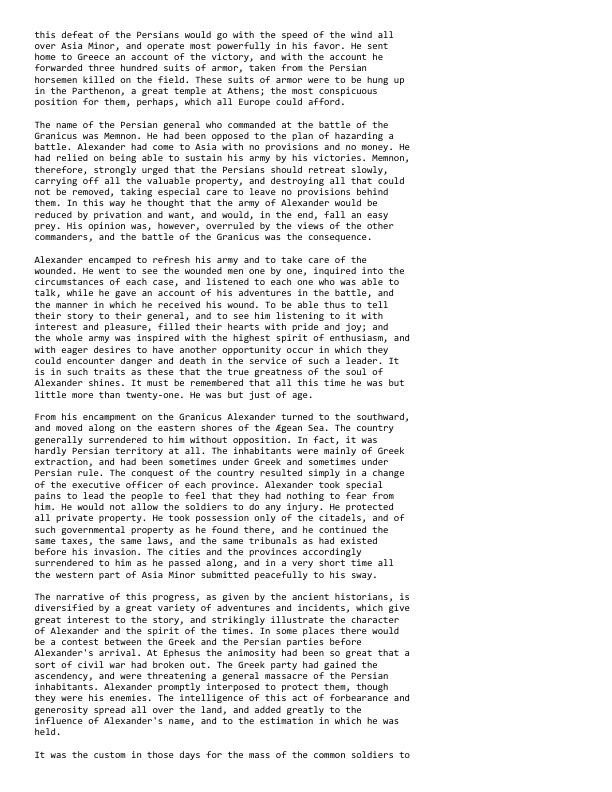 this defeat of the Persians would go with the speed of the wind all
over Asia Minor, and operate most powerfully in his favor. He sent
home to Greece an account of the victory, and with the account he
forwarded three hundred suits of armor, taken from the Persian
horsemen killed on the field. These suits of armor were to be hung up
in the Parthenon, a great temple at Athens; the most conspicuous
position for them, perhaps, which all Europe could afford.

The name of the Persian general who commanded at the battle of the
Granicus was Memnon. He had been opposed to the plan of hazarding a
battle. Alexander had come to Asia with no provisions and no money. He
had relied on being able to sustain his army by his victories. Memnon,
therefore, strongly urged that the Persians should retreat slowly,
carrying off all the valuable property, and destroying all that could
not be removed, taking especial care to leave no provisions behind
them. In this way he thought that the army of Alexander would be
reduced by privation and want, and would, in the end, fall an easy
prey. His opinion was, however, overruled by the views of the other
commanders, and the battle of the Granicus was the consequence.

Alexander encamped to refresh his army and to take care of the
wounded. He went to see the wounded men one by one, inquired into the
circumstances of each case, and listened to each one who was able to
talk, while he gave an account of his adventures in the battle, and
the manner in which he received his wound. To be able thus to tell
their story to their general, and to see him listening to it with
interest and pleasure, filled their hearts with pride and joy; and
the whole army was inspired with the highest spirit of enthusiasm, and
with eager desires to have another opportunity occur in which they
could encounter danger and death in the service of such a leader. It
is in such traits as these that the true greatness of the soul of
Alexander shines. It must be remembered that all this time he was but
little more than twenty-one. He was but just of age.

From his encampment on the Granicus Alexander turned to the southward,
and moved along on the eastern shores of the Ægean Sea. The country
generally surrendered to him without opposition. In fact, it was
hardly Persian territory at all. The inhabitants were mainly of Greek
extraction, and had been sometimes under Greek and sometimes under
Persian rule. The conquest of the country resulted simply in a change
of the executive officer of each province. Alexander took special
pains to lead the people to feel that they had nothing to fear from
him. He would not allow the soldiers to do any injury. He protected
all private property. He took possession only of the citadels, and of
such governmental property as he found there, and he continued the
same taxes, the same laws, and the same tribunals as had existed
before his invasion. The cities and the provinces accordingly
surrendered to him as he passed along, and in a very short time all
the western part of Asia Minor submitted peacefully to his sway.

The narrative of this progress, as given by the ancient historians, is
diversified by a great variety of adventures and incidents, which give
great interest to the story, and strikingly illustrate the character
of Alexander and the spirit of the times. In some places there would
be a contest between the Greek and the Persian parties before
Alexander's arrival. At Ephesus the animosity had been so great that a
sort of civil war had broken out. The Greek party had gained the
ascendency, and were threatening a general massacre of the Persian
inhabitants. Alexander promptly interposed to protect them, though
they were his enemies. The intelligence of this act of forbearance and
generosity spread all over the land, and added greatly to the
influence of Alexander's name, and to the estimation in which he was
held.

It was the custom in those days for the mass of the common soldiers to